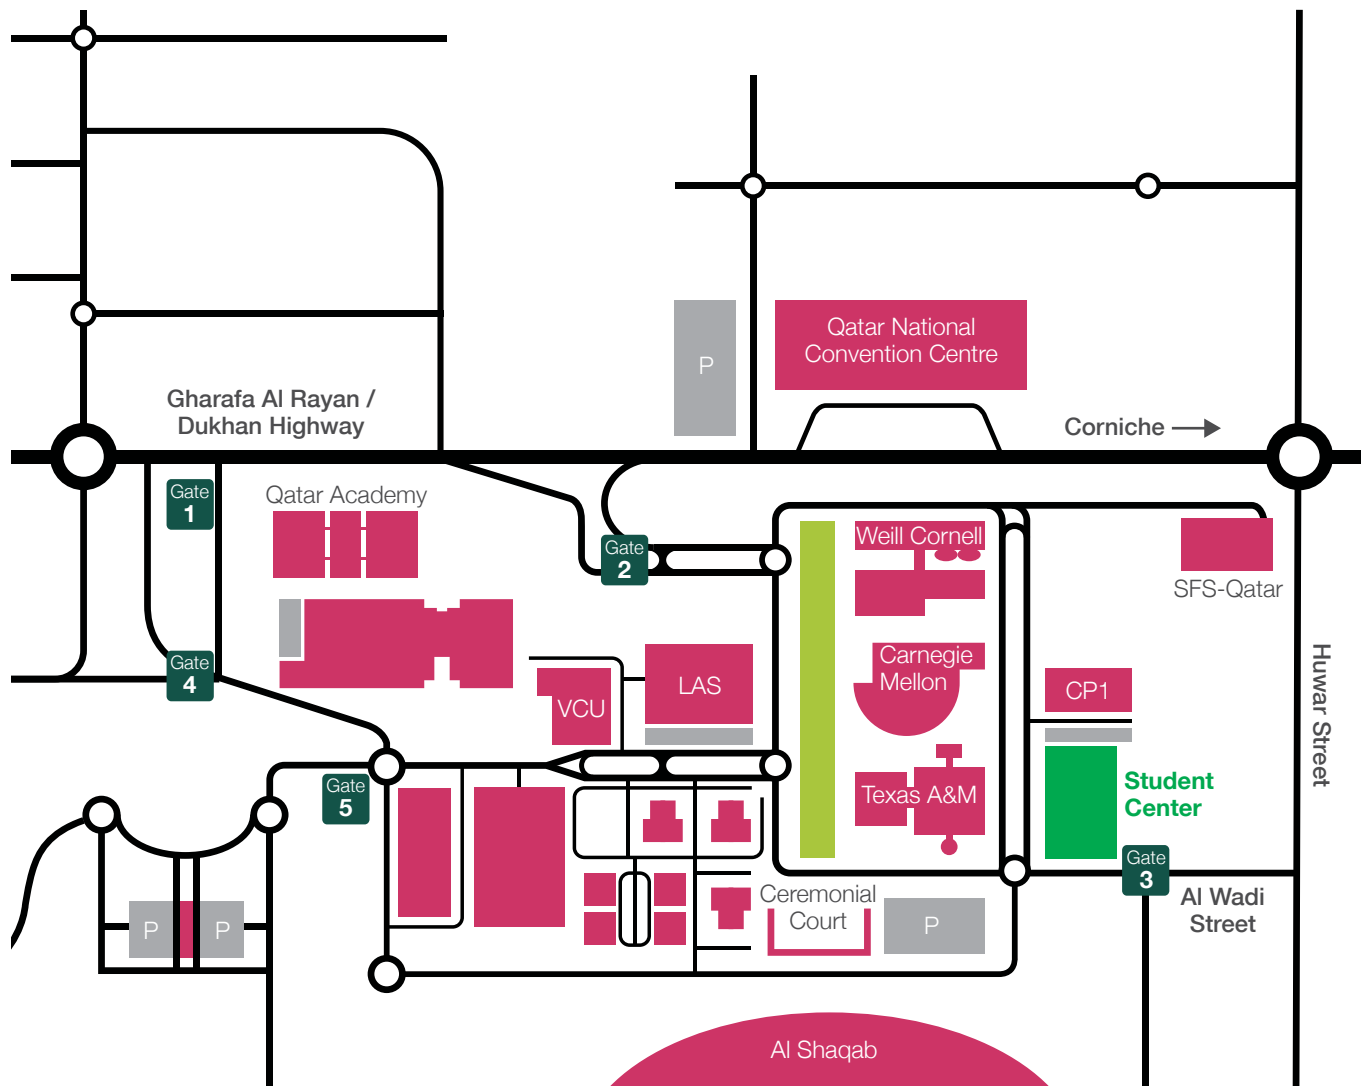 Qatar National
Convention Centre
P
Gharafa Al Rayan /
Dukhan Highway
Corniche
Gate
1
Qatar Academy
Gate
2
Weill Cornell
SFS-Qatar
Gate
4
VCU
LAS
Carnegie
Mellon
CP1
Huwar Street
Gate
5
Texas A&M
Student
Center
Gate
3
Al Wadi
Street
Ceremonial
Court
P
P
P
Al Shaqab